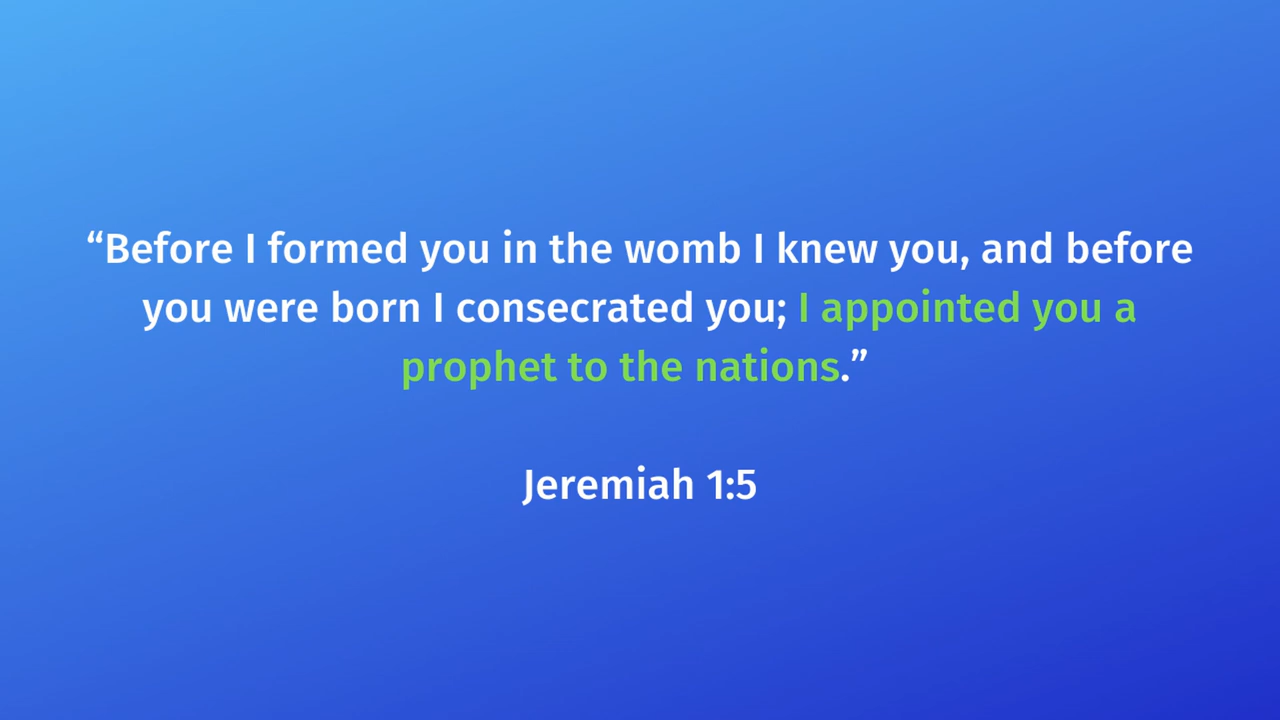 “Before I formed you in the womb I knew you, and before
you were born I consecrated you; I appointed you a
prophet to the nations.”
Jeremiah 1:5